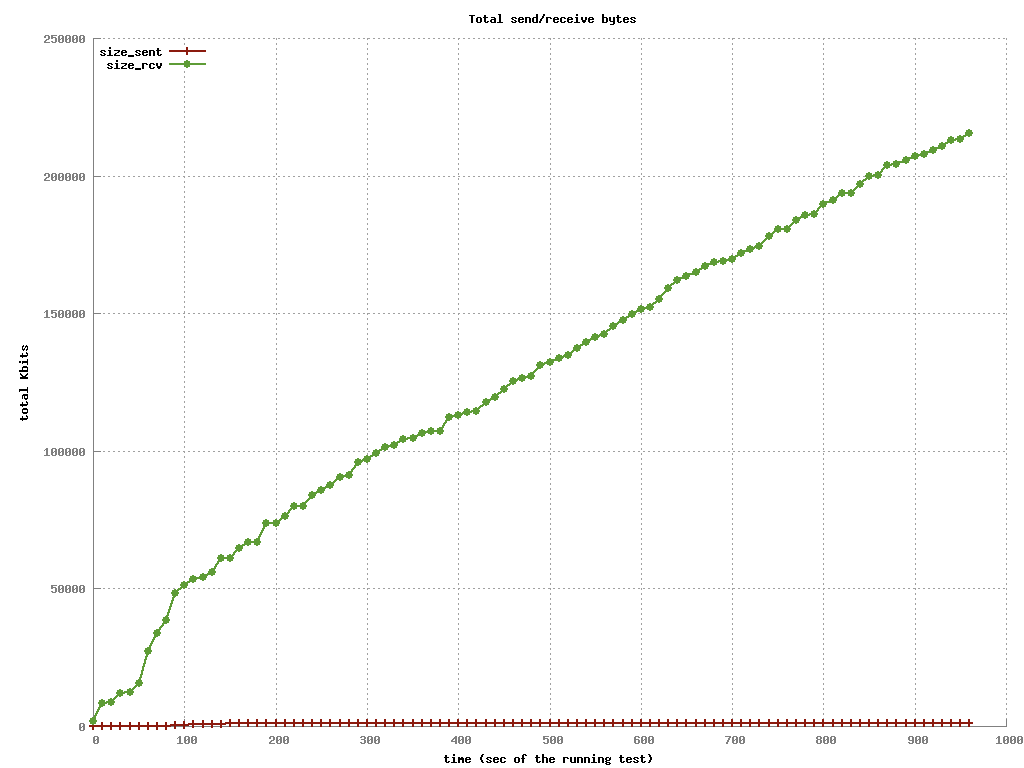 Total send/receive bytes
250000
size_sent
size_rcv
200000
150000
total Kbits
100000
50000
0
0 100 200 300 400 500 600 700 800 900 1000
time (sec of the running test)